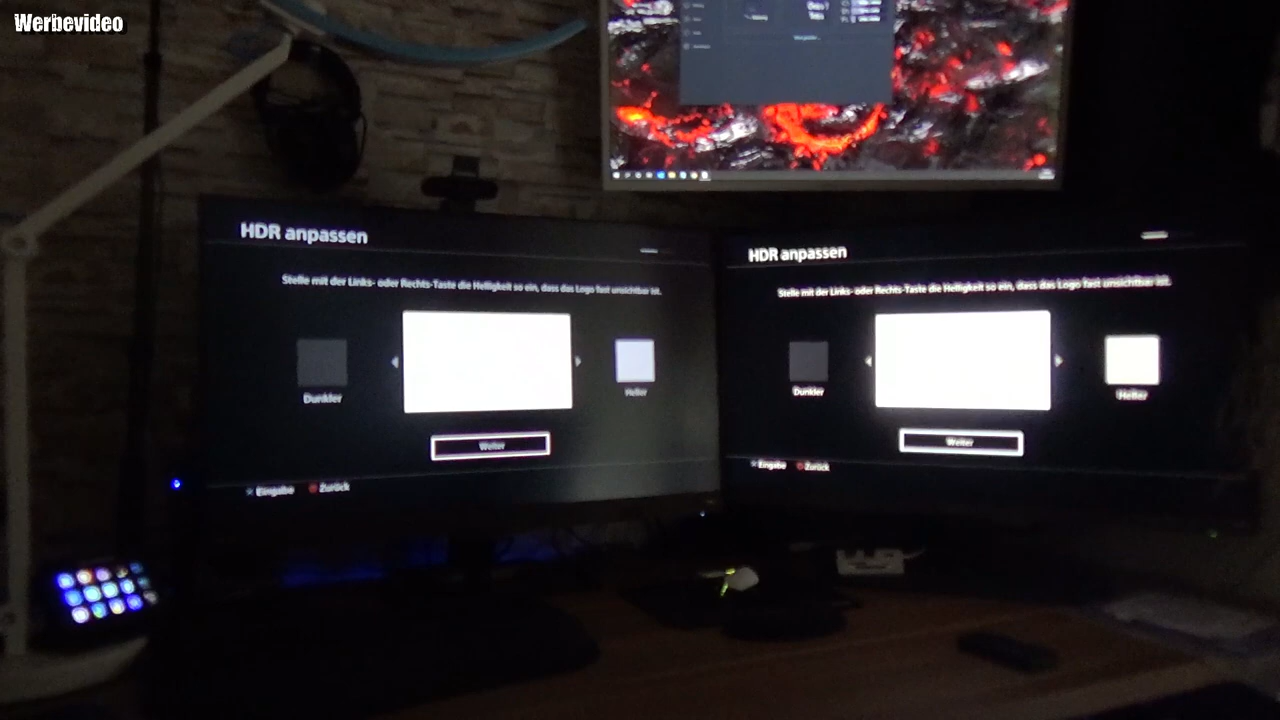 Werbevideo
HDR anpassen
Stelle mit der Links- oder Rechts-Taste die Helligkeit so ein, dass das Logo fast unsichtbar ist.
Dunkler
Heller
Weiter
Eingabe
Zurück
HDR anpassen
Stelle mit der Links- oder Rechts-Taste die Helligkeit so ein, dass das Logo fast unsichtbar ist.
Dunkler
Heller
Weiter
Eingabe
Zurück